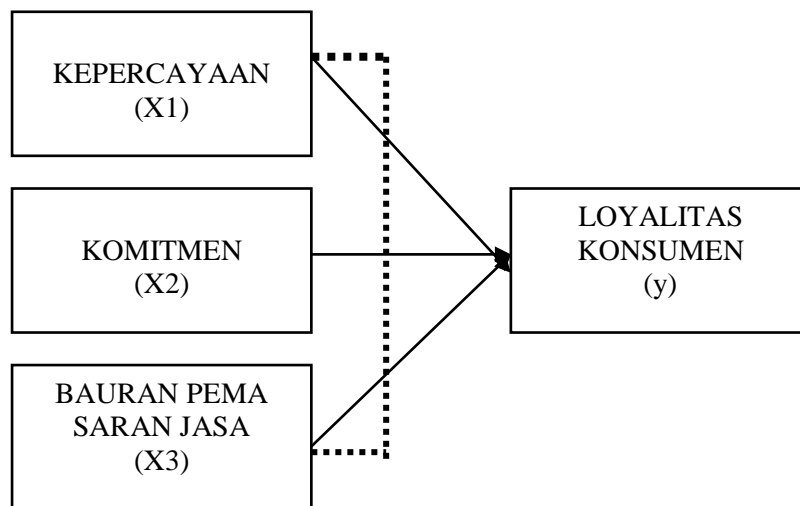 KEPERCAYAAN
(X1)
KOMITMEN
(X2)
BAURAN PEMA
SARAN JASA
(X3)
LOYALITAS
KONSUMEN
(y)